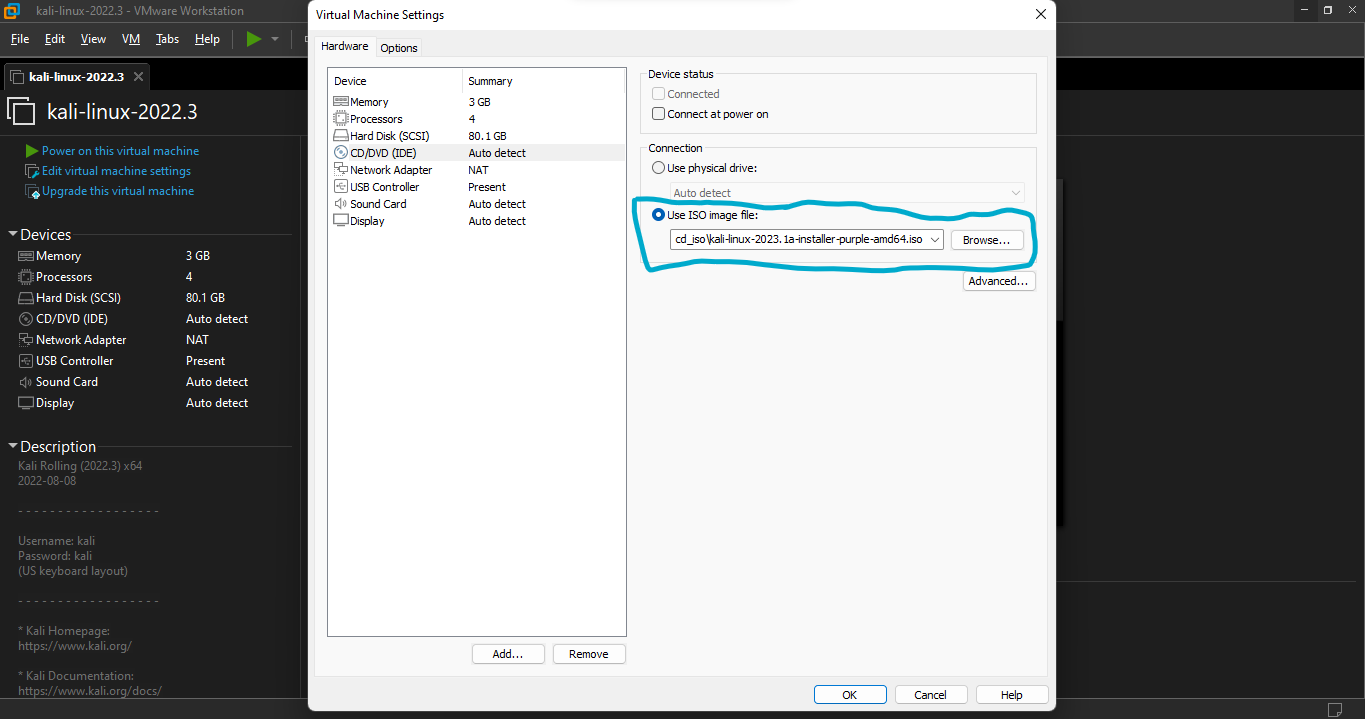 kali-linux-2022.3 - VMware Workstation
File Edit View VM Tabs Help
kali-linux-2022.3
kali-linux-2022.3
Power on this virtual machine
Edit virtual machine settings
Upgrade this virtual machine
Devices
Memory 3 GB
Processors 4
Hard Disk (SCSI) 80.1 GB
CD/DVD (IDE) Auto detect
Network Adapter NAT
USB Controller Present
Sound Card Auto detect
Display Auto detect
Description
Kali Rolling (2022.3) x64
2022-08-08
- - - - - - - - - - - - - - - - - -
Username: kali
Password: kali
(US keyboard layout)
- - - - - - - - - - - - - - - - - -
* Kali Homepage:
https://www.kali.org/
* Kali Documentation:
https://www.kali.org/docs/
Virtual Machine Settings
Hardware Options
Device Summary
Memory 3 GB
Processors 4
Hard Disk (SCSI) 80.1 GB
CD/DVD (IDE) Auto detect
Network Adapter NAT
USB Controller Present
Sound Card Auto detect
Display Auto detect
Add... Remove
Device status
Connected
Connect at power on
Connection
Use physical drive:
Auto detect
Use ISO image file:
cd_iso\kali-linux-2023.1a-installer-purple-amd64.iso Browse...
Advanced...
OK Cancel Help